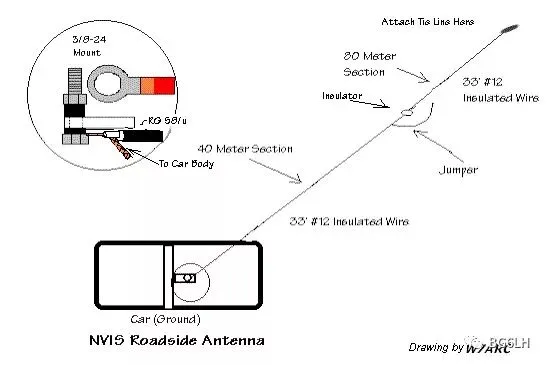 Attach Tie Line Here
3/8-24
Mount
80 Meter
Section
33' #12
Insulated Wire
Insulator
RG 58/u
To Car Body
40 Meter Section
Jumper
33' #12 Insulated Wire
Car (Ground)
NVIS Roadside Antenna
Drawing by W7ARC
BG6LH